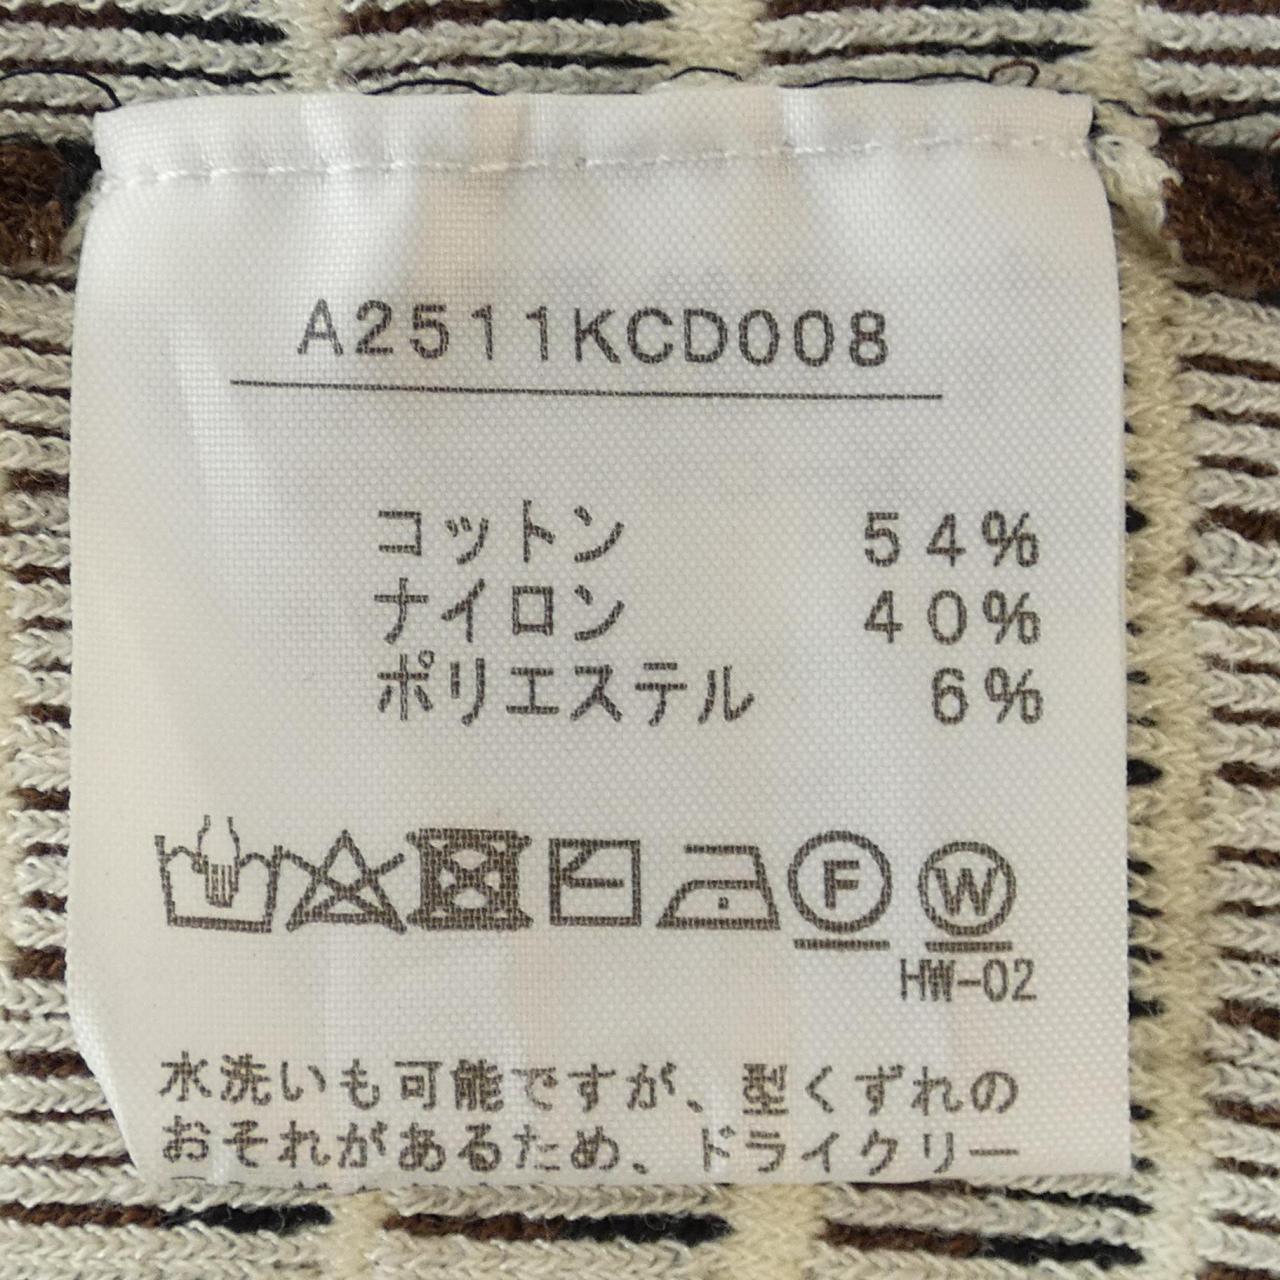 A2511KCD008
コットン 54%
ナイロン 40%
ポリエステル 6%
F W
HW-02
水洗いも可能ですが、型くずれの
おそれがあるため、ドライクリー